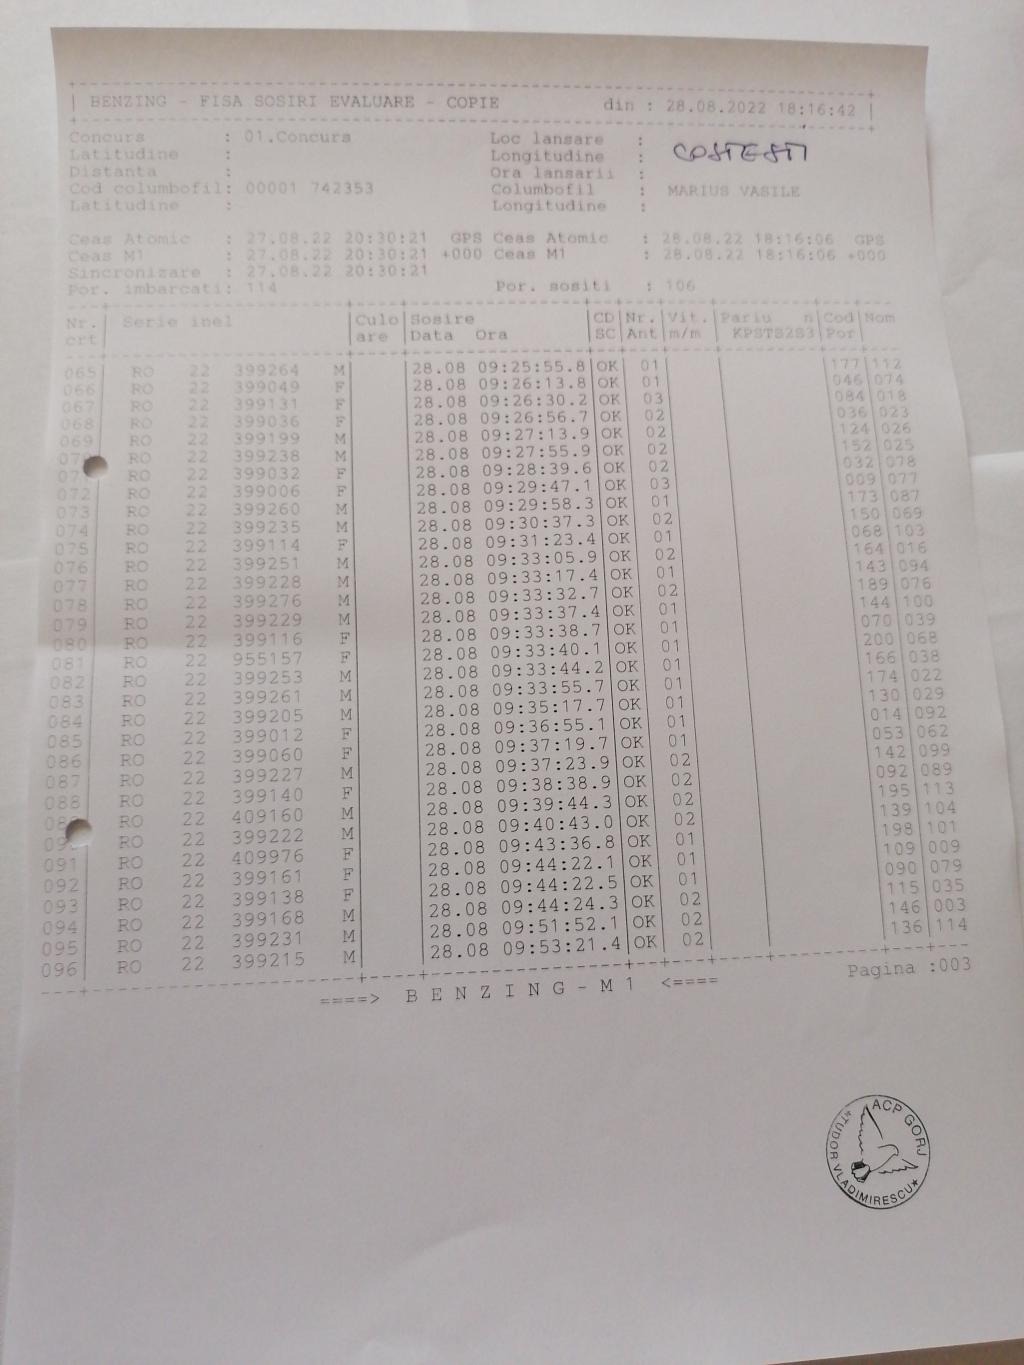 BENZING - FISA SOSIRI EVALUARE - COPIE din : 28.08.2022 18:16:42
Concurs : 01.Concurs Loc lansare :
Latitudine : Longitudine : COSTESTI
Distanta : Ora lansarii :
Cod columbofil: 00001 742353 Columbofil : MARIUS VASILE
Latitudine : Longitudine :
Ceas Atomic : 27.08.22 20:30:21 GPS Ceas Atomic : 28.08.22 18:16:06 GPS
Ceas M1 : 27.08.22 20:30:21 +000 Ceas M1 : 28.08.22 18:16:06 +000
Sincronizare : 27.08.22 20:30:21
Por. imbarcati: 114 Por. sositi : 106
Nr. Serie inel Culo Sosire CD Nr. Vit. Pariu n Cod Nom
crt are Data Ora SC Ant m/m KPSTS2S3 Por
065 RO 22 399264 M 28.08 09:25:55.8 OK 01 177 112
066 RO 22 399049 F 28.08 09:26:13.8 OK 01 046 074
067 RO 22 399131 F 28.08 09:26:30.2 OK 03 084 018
068 RO 22 399036 F 28.08 09:26:56.7 OK 02 036 023
069 RO 22 399199 M 28.08 09:27:13.9 OK 02 124 026
070 RO 22 399238 M 28.08 09:27:55.9 OK 02 152 025
071 RO 22 399032 F 28.08 09:28:39.6 OK 02 032 078
072 RO 22 399006 F 28.08 09:29:47.1 OK 03 009 077
073 RO 22 399260 M 28.08 09:29:58.3 OK 01 173 087
074 RO 22 399235 M 28.08 09:30:37.3 OK 02 150 069
075 RO 22 399114 F 28.08 09:31:23.4 OK 01 068 103
076 RO 22 399251 M 28.08 09:33:05.9 OK 02 164 016
077 RO 22 399228 M 28.08 09:33:17.4 OK 01 143 094
078 RO 22 399276 M 28.08 09:33:32.7 OK 02 189 076
079 RO 22 399229 M 28.08 09:33:37.4 OK 01 144 100
080 RO 22 399116 F 28.08 09:33:38.7 OK 01 070 039
081 RO 22 955157 F 28.08 09:33:40.1 OK 01 200 068
082 RO 22 399253 M 28.08 09:33:44.2 OK 01 166 038
083 RO 22 399261 M 28.08 09:33:55.7 OK 01 174 022
084 RO 22 399205 M 28.08 09:35:17.7 OK 01 130 029
085 RO 22 399012 F 28.08 09:36:55.1 OK 01 014 092
086 RO 22 399060 F 28.08 09:37:19.7 OK 01 053 062
087 RO 22 399227 M 28.08 09:37:23.9 OK 02 142 099
088 RO 22 399140 F 28.08 09:38:38.9 OK 02 092 089
08 RO 22 409160 M 28.08 09:39:44.3 OK 02 195 113
09 RO 22 399222 M 28.08 09:40:43.0 OK 02 139 104
091 RO 22 409976 F 28.08 09:43:36.8 OK 01 198 101
092 RO 22 399161 F 28.08 09:44:22.1 OK 01 109 009
093 RO 22 399138 F 28.08 09:44:22.5 OK 01 090 079
094 RO 22 399168 M 28.08 09:44:24.3 OK 02 115 035
095 RO 22 399231 M 28.08 09:51:52.1 OK 02 146 003
096 RO 22 399215 M 28.08 09:53:21.4 OK 02 136 114
====> B E N Z I N G - M 1 <==== Pagina :003
ACP GORJ
*TUDOR VLADIMIRESCU*